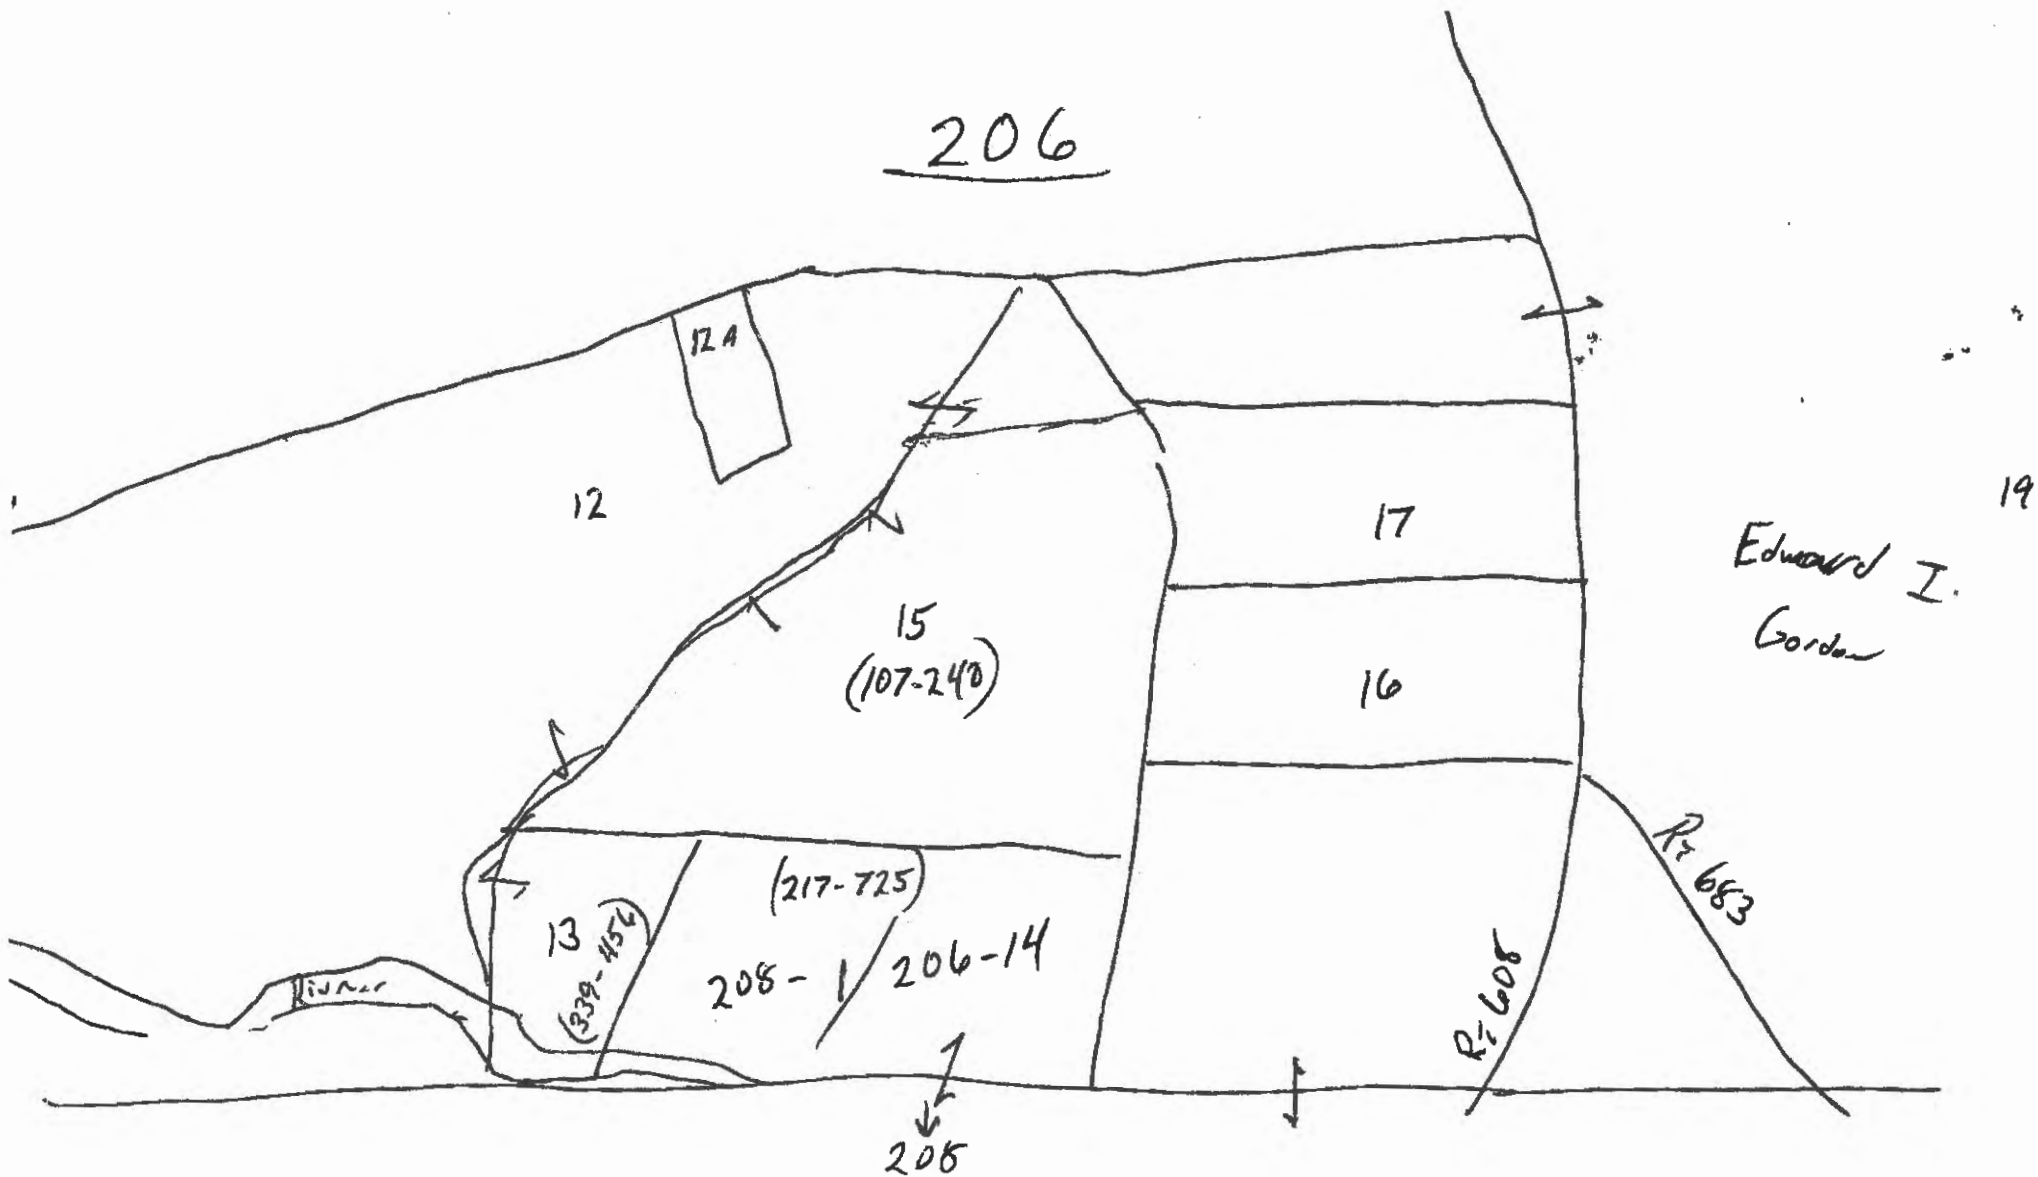 206
12A
12
17
19
Edward I.
Gordon
15
(107-240)
16
Rt 683
(217-725)
13
(339-456)
208-1
206-14
River
Rt 608
208